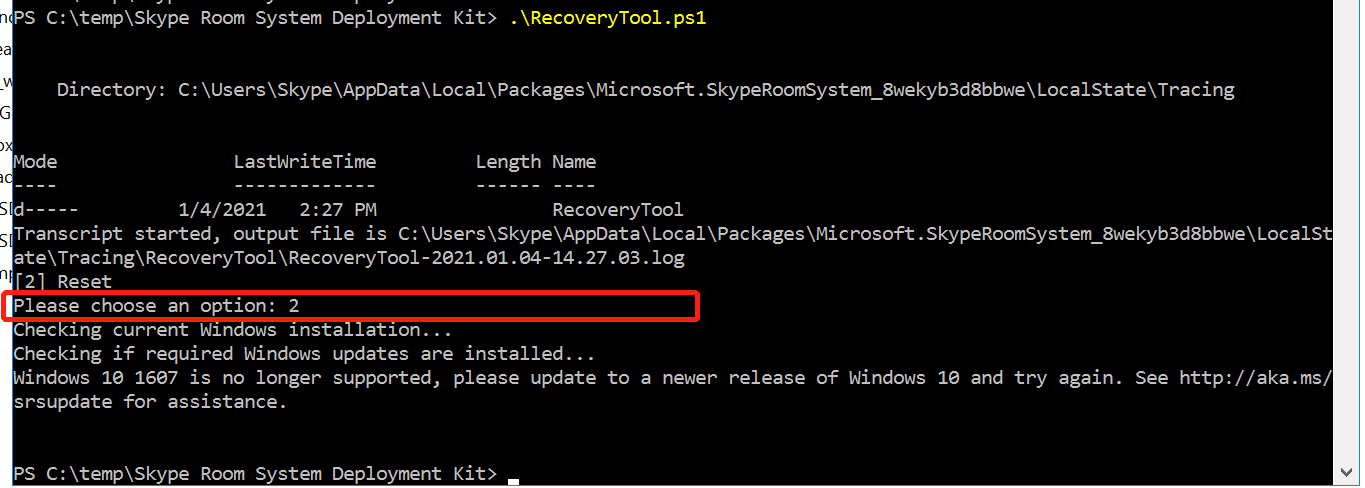 PS C:\temp\Skype Room System Deployment Kit> .\RecoveryTool.ps1
Directory: C:\Users\Skype\AppData\Local\Packages\Microsoft.SkypeRoomSystem_8wekyb3d8bbwe\LocalState\Tracing
Mode LastWriteTime Length Name
---- ------------- ------ ----
d----- 1/4/2021 2:27 PM RecoveryTool
Transcript started, output file is C:\Users\Skype\AppData\Local\Packages\Microsoft.SkypeRoomSystem_8wekyb3d8bbwe\LocalSt
ate\Tracing\RecoveryTool\RecoveryTool-2021.01.04-14.27.03.log
[2] Reset
Please choose an option: 2
Checking current Windows installation...
Checking if required Windows updates are installed...
Windows 10 1607 is no longer supported, please update to a newer release of Windows 10 and try again. See http://aka.ms/
srsupdate for assistance.
PS C:\temp\Skype Room System Deployment Kit>